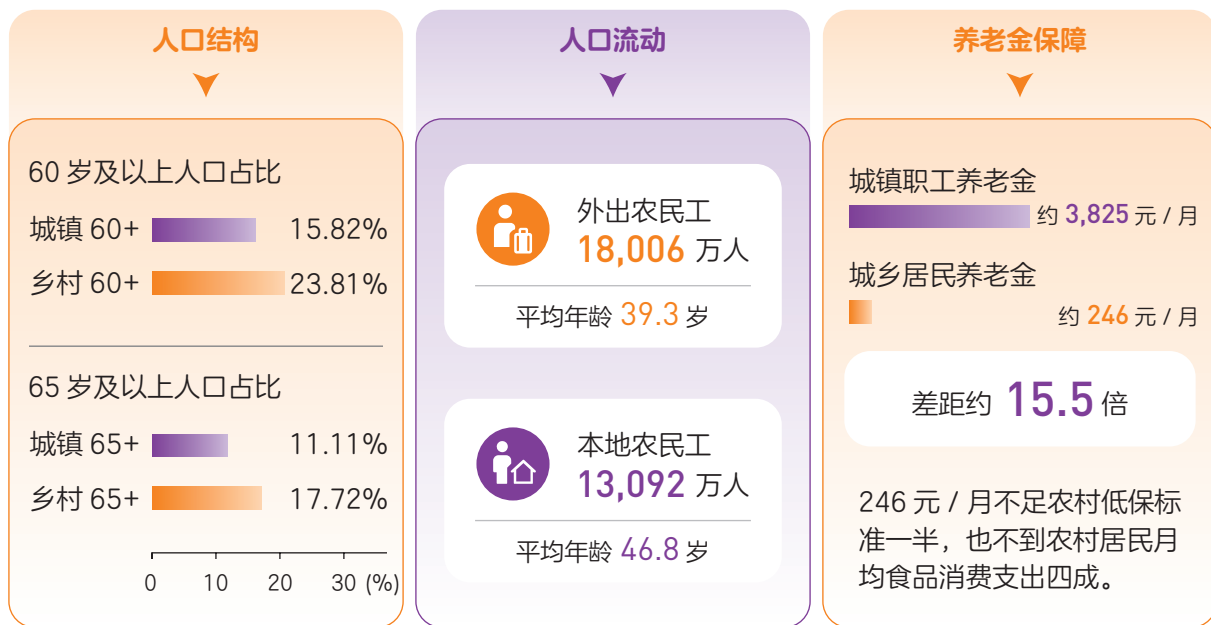 人口结构
60 岁及以上人口占比
城镇 60+ 15.82%
乡村 60+ 23.81%
65 岁及以上人口占比
城镇 65+ 11.11%
乡村 65+ 17.72%
0 10 20 30 (%)
人口流动
外出农民工
18,006 万人
平均年龄 39.3 岁
本地农民工
13,092 万人
平均年龄 46.8 岁
养老金保障
城镇职工养老金
约 3,825 元 / 月
城乡居民养老金
约 246 元 / 月
差距约 15.5 倍
246 元 / 月不足农村低保标
准一半，也不到农村居民月
均食品消费支出四成。